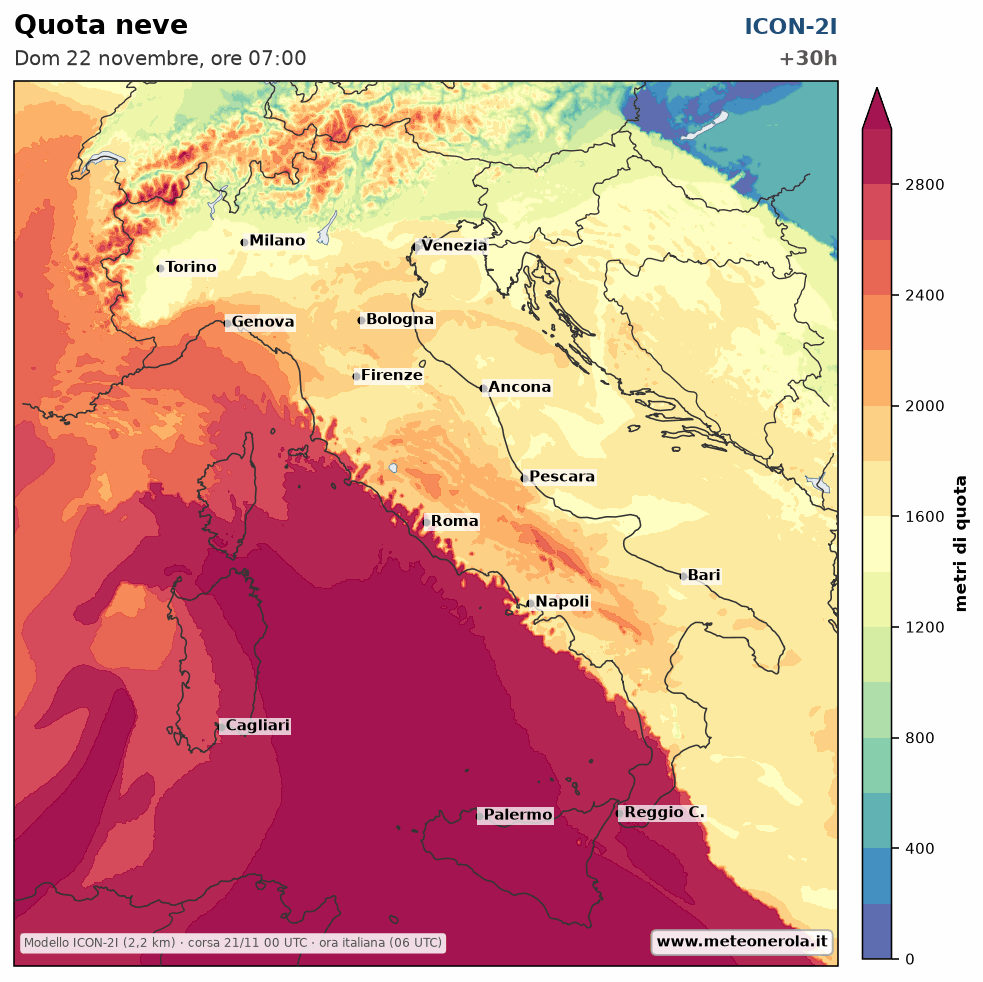 Quota neve
ICON-2I
Dom 22 novembre, ore 07:00
+30h
Milano
Venezia
Torino
Genova
Bologna
Firenze
Ancona
Pescara
Roma
Bari
Napoli
Cagliari
Palermo
Reggio C.
2800
2400
2000
1600
1200
800
400
0
metri di quota
Modello ICON-2I (2,2 km) · corsa 21/11 00 UTC · ora italiana (06 UTC)
www.meteonerola.it